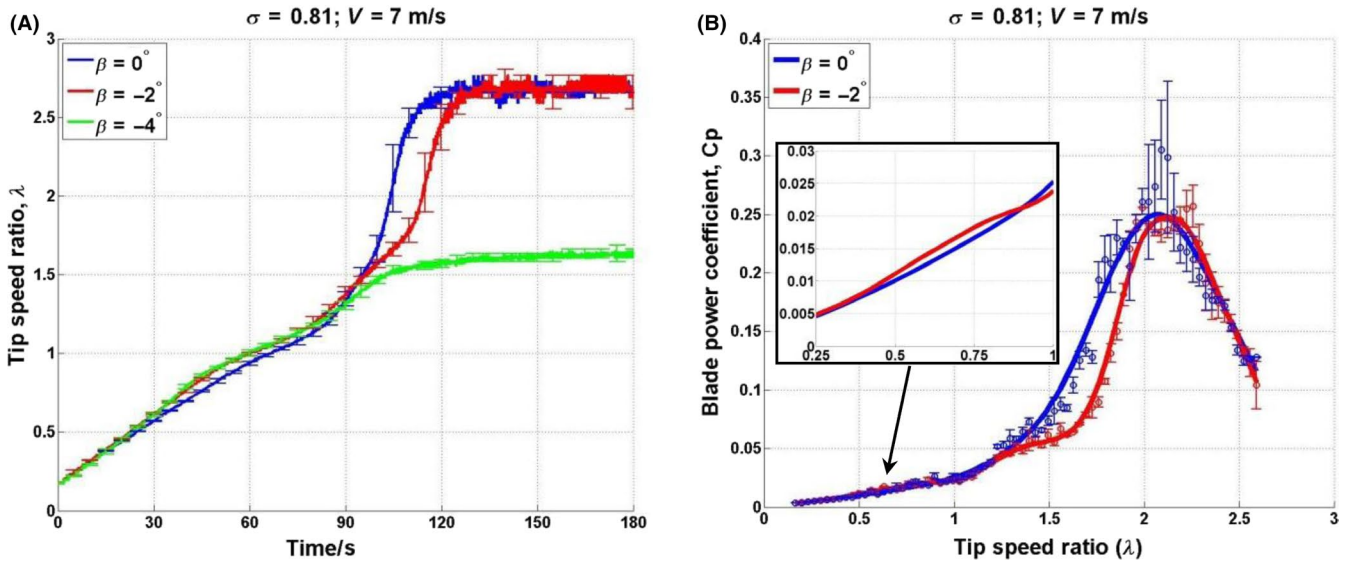 (A)
σ = 0.81; V = 7 m/s
β = 0°
β = −2°
β = −4°
Tip speed ratio, λ
3
2.5
2
1.5
1
0.5
0
0 30 60 90 120 150 180
Time/s
(B)
σ = 0.81; V = 7 m/s
β = 0°
β = −2°
Blade power coefficient, Cp
0.4
0.35
0.3
0.25
0.2
0.15
0.1
0.05
0
0.03
0.025
0.02
0.015
0.01
0.005
0
0.25 0.5 0.75 1
0 0.5 1 1.5 2 2.5 3
Tip speed ratio (λ)